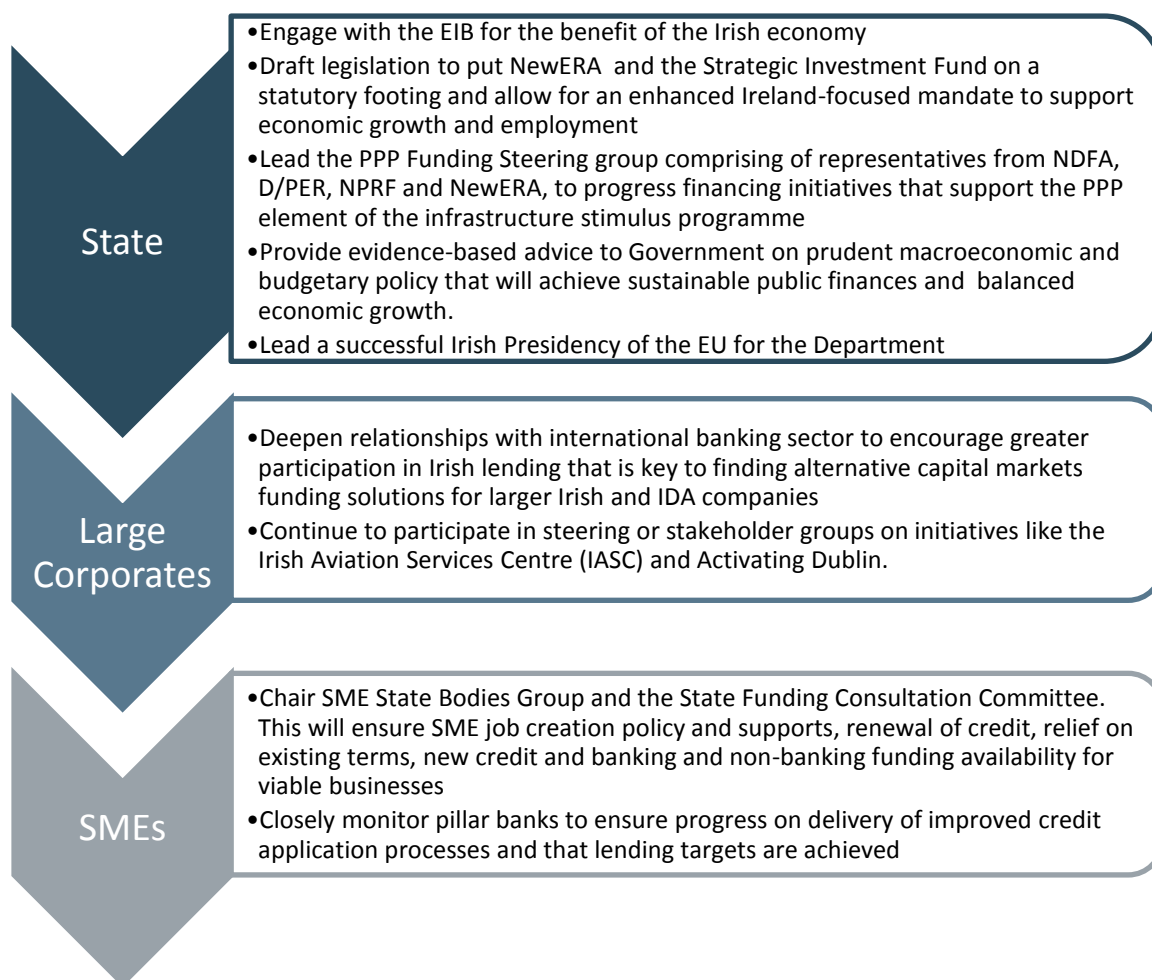 State
•Engage with the EIB for the benefit of the Irish economy
•Draft legislation to put NewERA and the Strategic Investment Fund on a
statutory footing and allow for an enhanced Ireland-focused mandate to support
economic growth and employment
•Lead the PPP Funding Steering group comprising of representatives from NDFA,
D/PER, NPRF and NewERA, to progress financing initiatives that support the PPP
element of the infrastructure stimulus programme
•Provide evidence-based advice to Government on prudent macroeconomic and
budgetary policy that will achieve sustainable public finances and balanced
economic growth.
•Lead a successful Irish Presidency of the EU for the Department
Large
Corporates
•Deepen relationships with international banking sector to encourage greater
participation in Irish lending that is key to finding alternative capital markets
funding solutions for larger Irish and IDA companies
•Continue to participate in steering or stakeholder groups on initiatives like the
Irish Aviation Services Centre (IASC) and Activating Dublin.
SMEs
•Chair SME State Bodies Group and the State Funding Consultation Committee.
This will ensure SME job creation policy and supports, renewal of credit, relief on
existing terms, new credit and banking and non-banking funding availability for
viable businesses
•Closely monitor pillar banks to ensure progress on delivery of improved credit
application processes and that lending targets are achieved